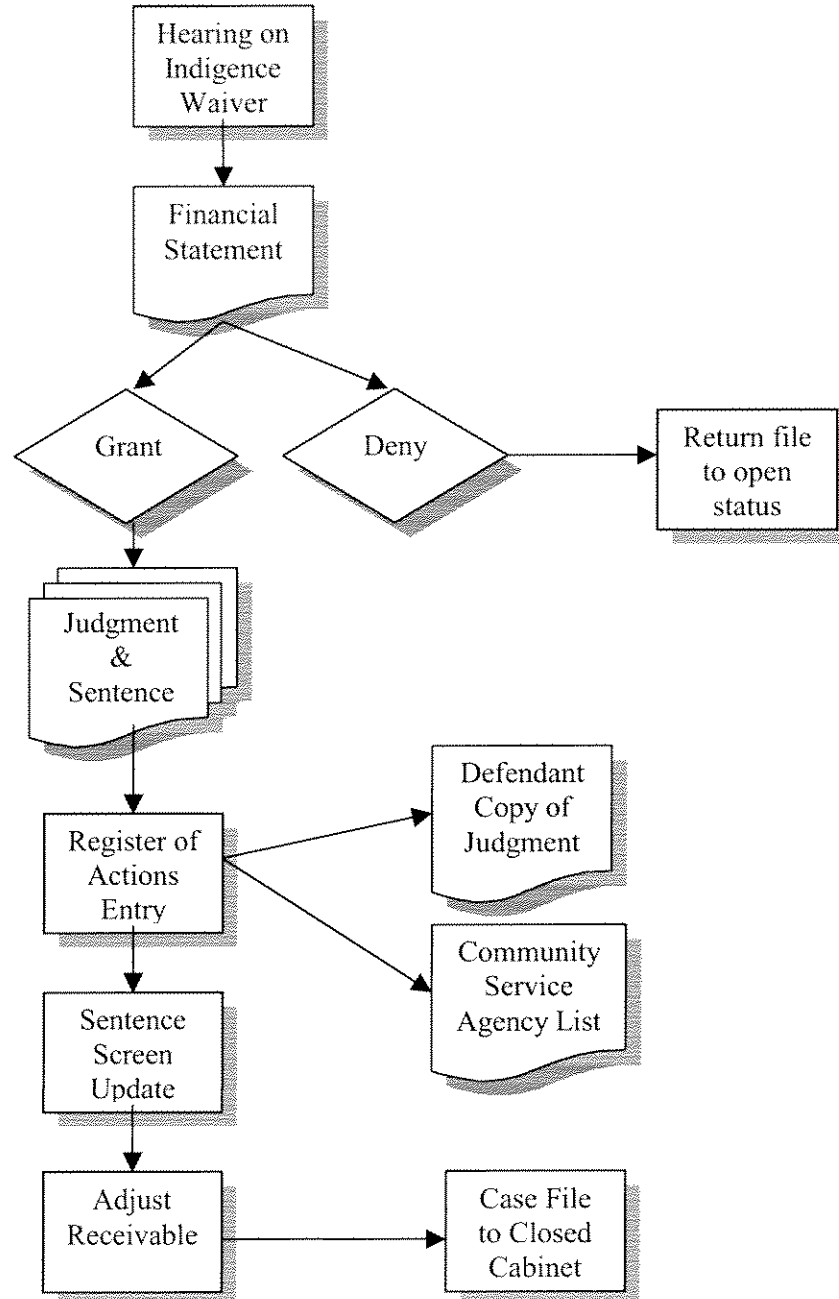 Hearing on
Indigence
Waiver
Financial
Statement
Grant
Deny
Return file
to open
status
Judgment
&
Sentence
Register of
Actions
Entry
Defendant
Copy of
Judgment
Community
Service
Agency List
Sentence
Screen
Update
Adjust
Receivable
Case File
to Closed
Cabinet